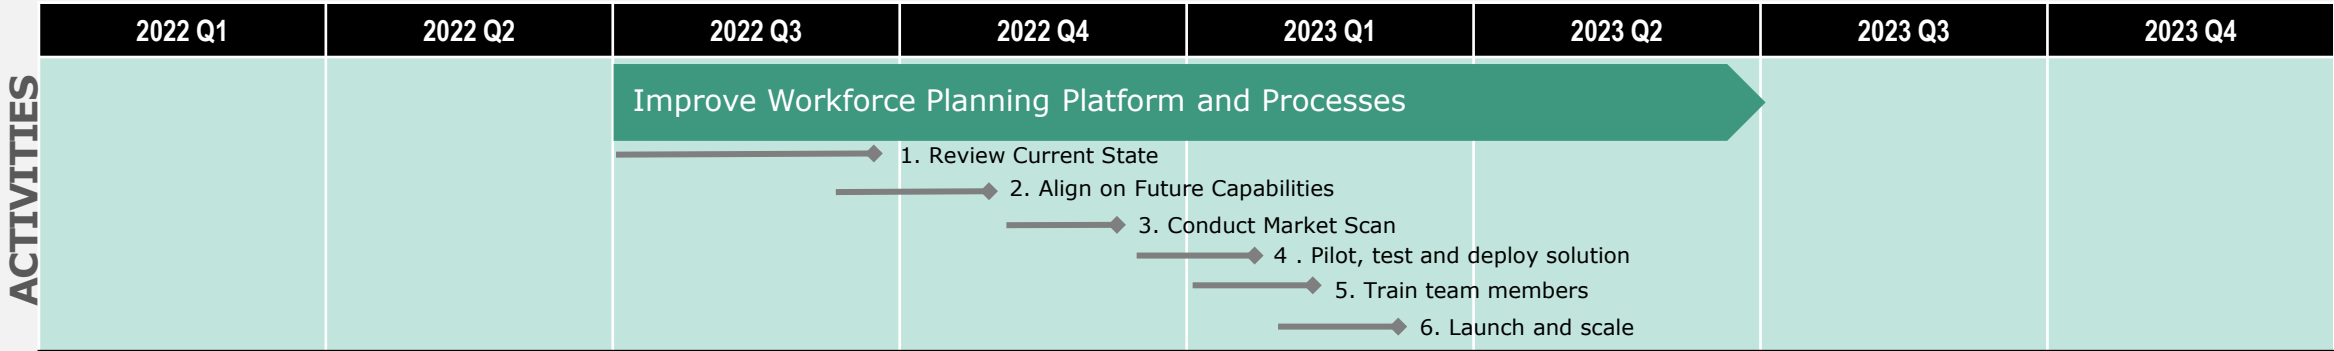 2022 Q1
2022 Q2
2022 Q3
2022 Q4
2023 Q1
2023 Q2
2023 Q3
2023 Q4
ACTIVITIES
Improve Workforce Planning Platform and Processes
1. Review Current State
2. Align on Future Capabilities
3. Conduct Market Scan
4 . Pilot, test and deploy solution
5. Train team members
6. Launch and scale